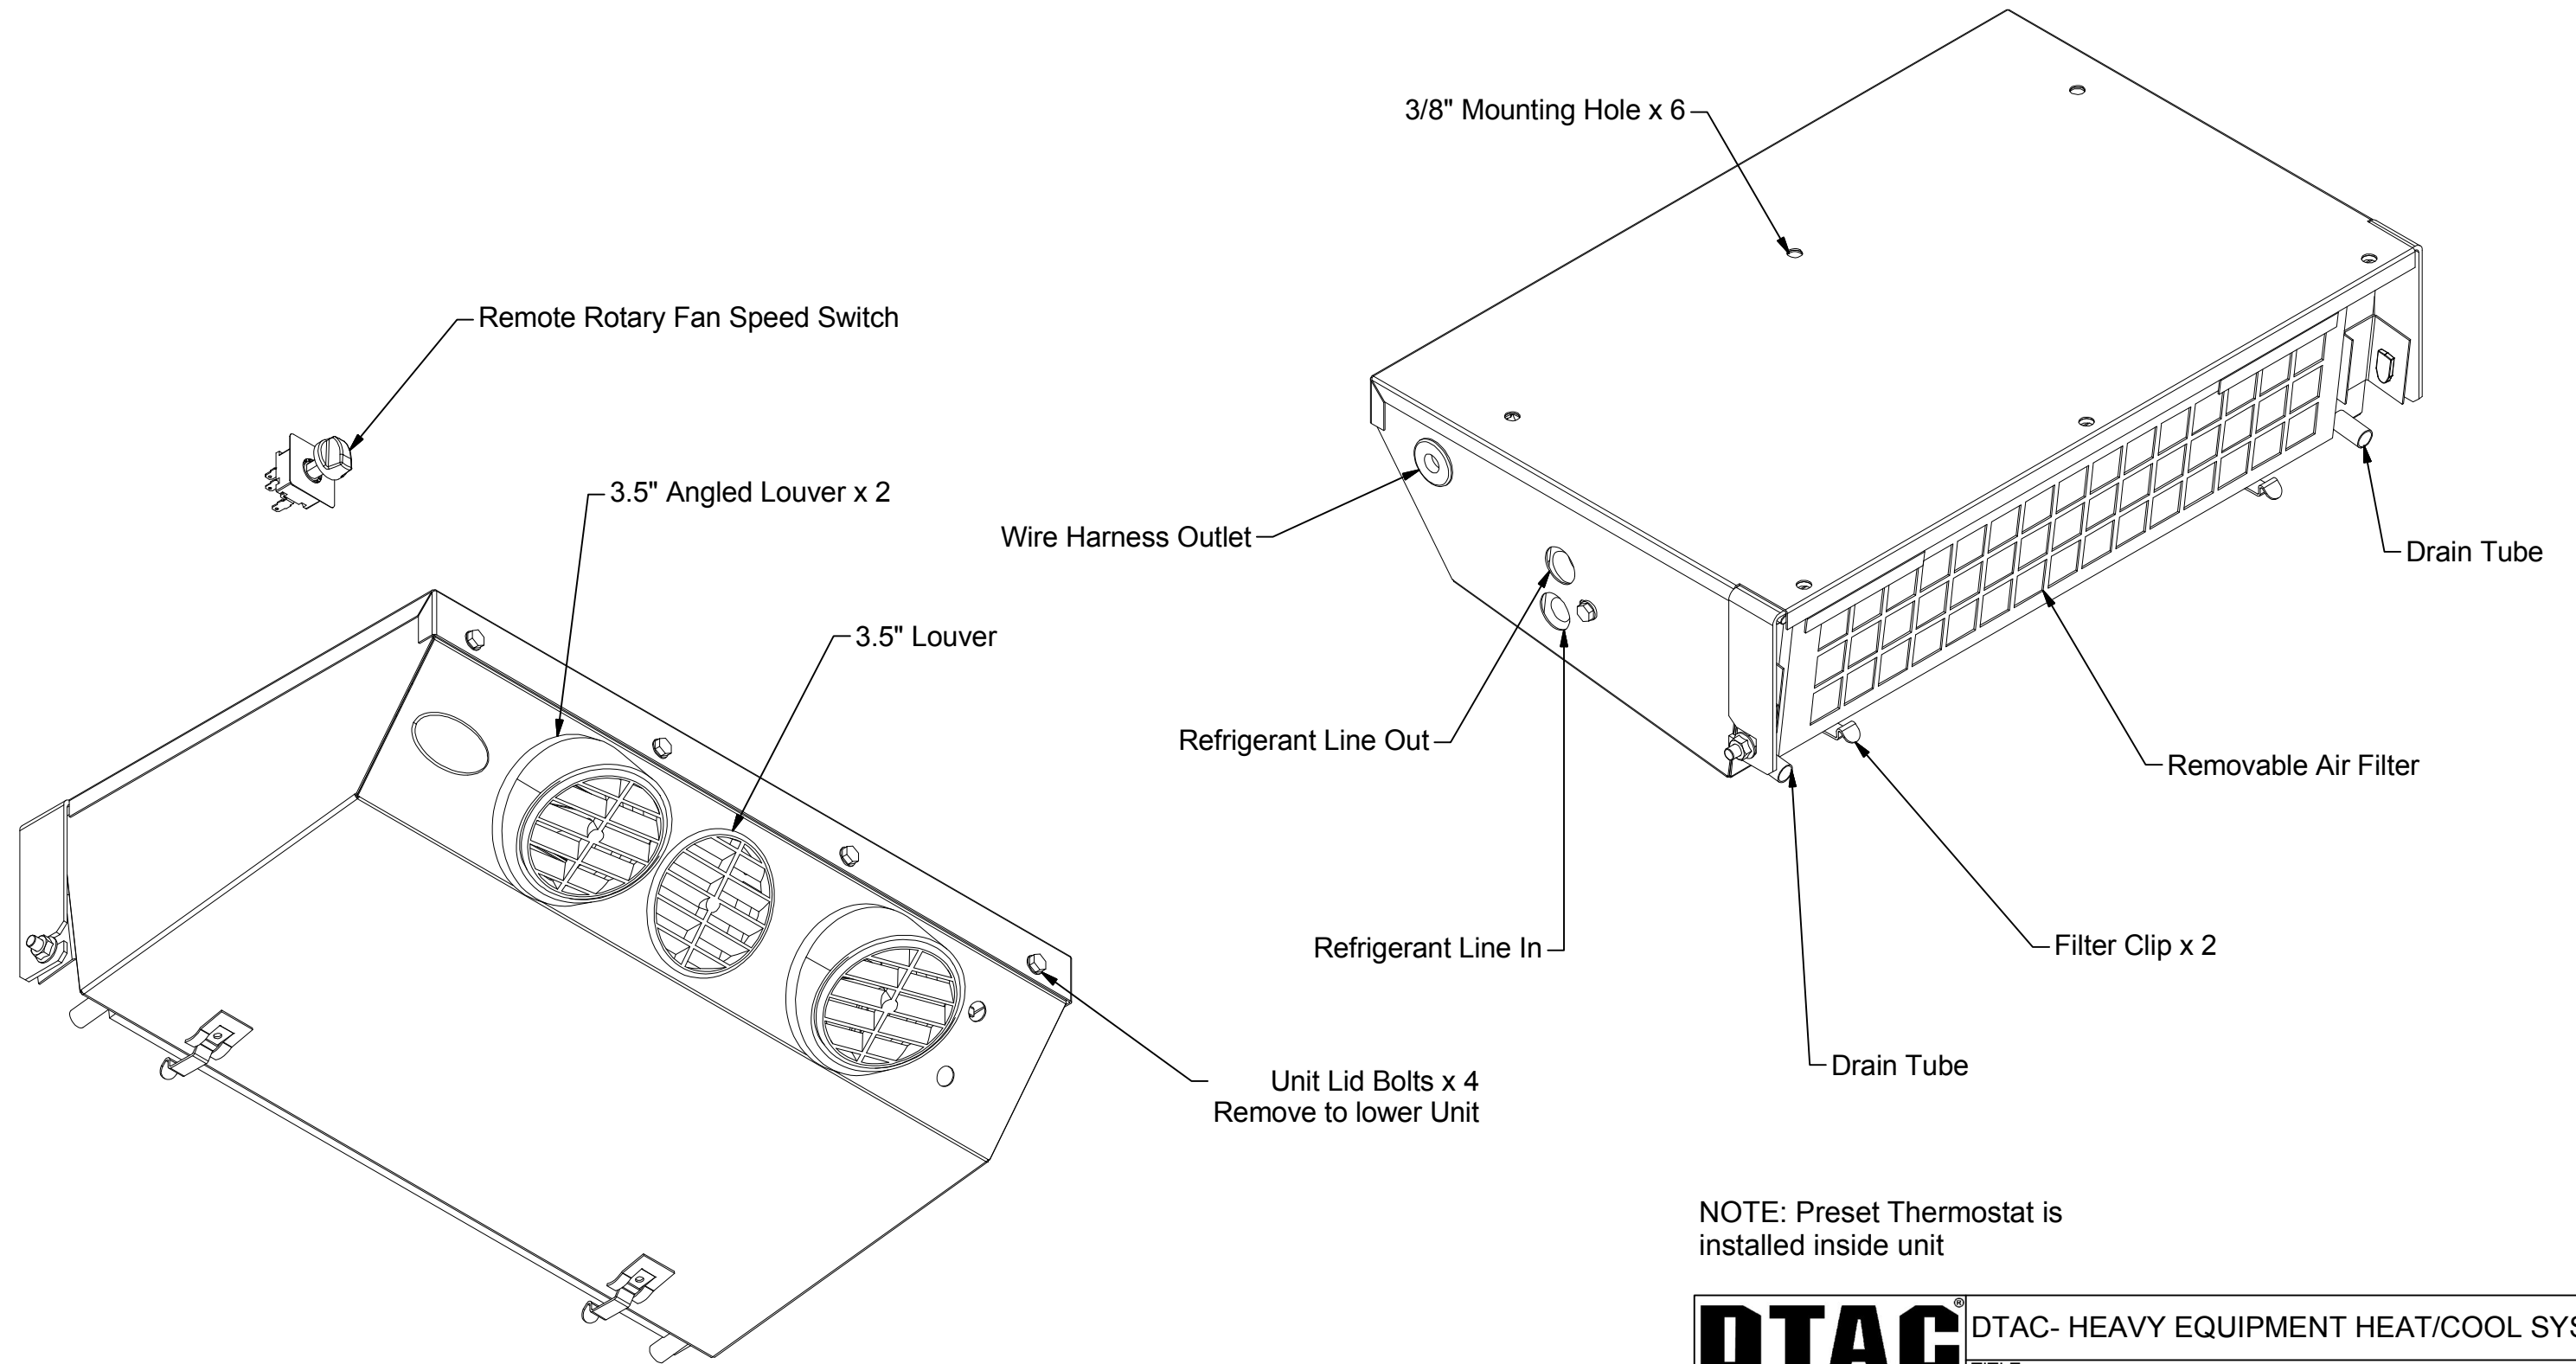 3/8" Mounting Hole x 6
Remote Rotary Fan Speed Switch
3.5" Angled Louver x 2
Wire Harness Outlet
Drain Tube
3.5" Louver
Refrigerant Line Out
Removable Air Filter
Refrigerant Line In
Filter Clip x 2
Drain Tube
Unit Lid Bolts x 4
Remove to lower Unit
NOTE: Preset Thermostat is
installed inside unit
DTAC®
DTAC- HEAVY EQUIPMENT HEAT/COOL SYS